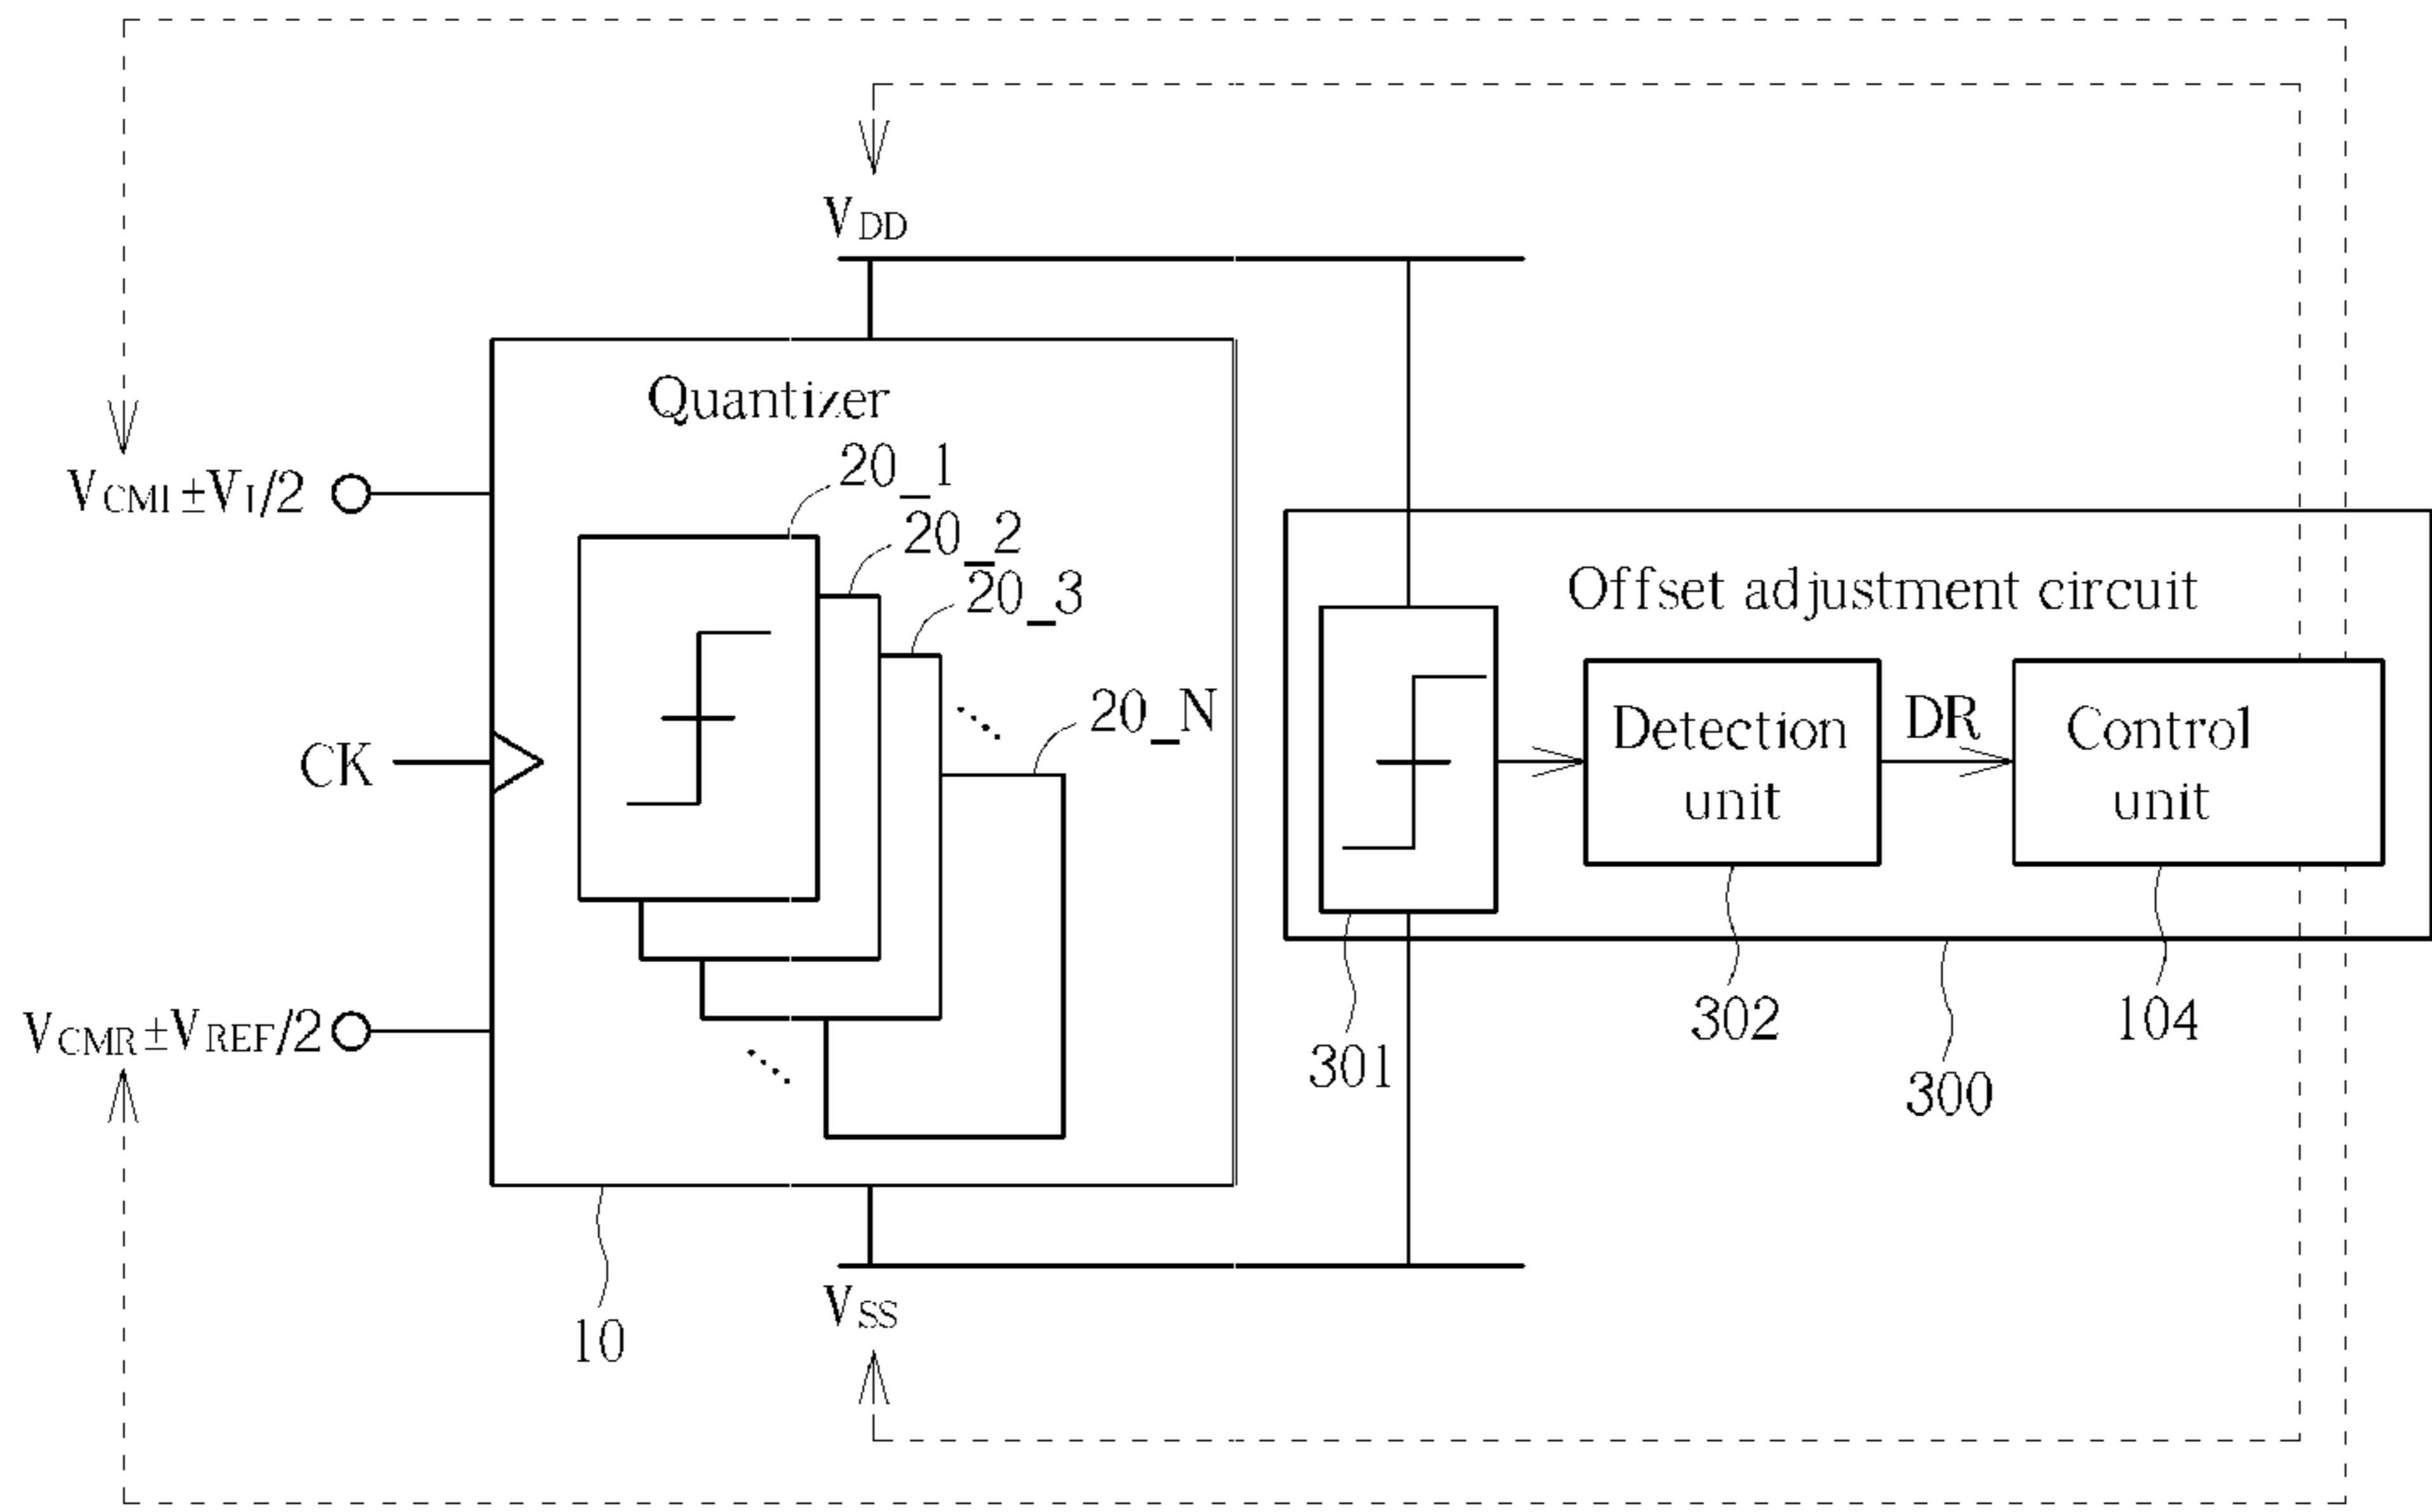 VDD
Quantizer
20_1
VCMI±VI/2
20_2
20_3
Offset adjustment circuit
20_N
CK
Detection
unit
DR
Control
unit
302
104
VCMR±VREF/2
301
300
VSS
10